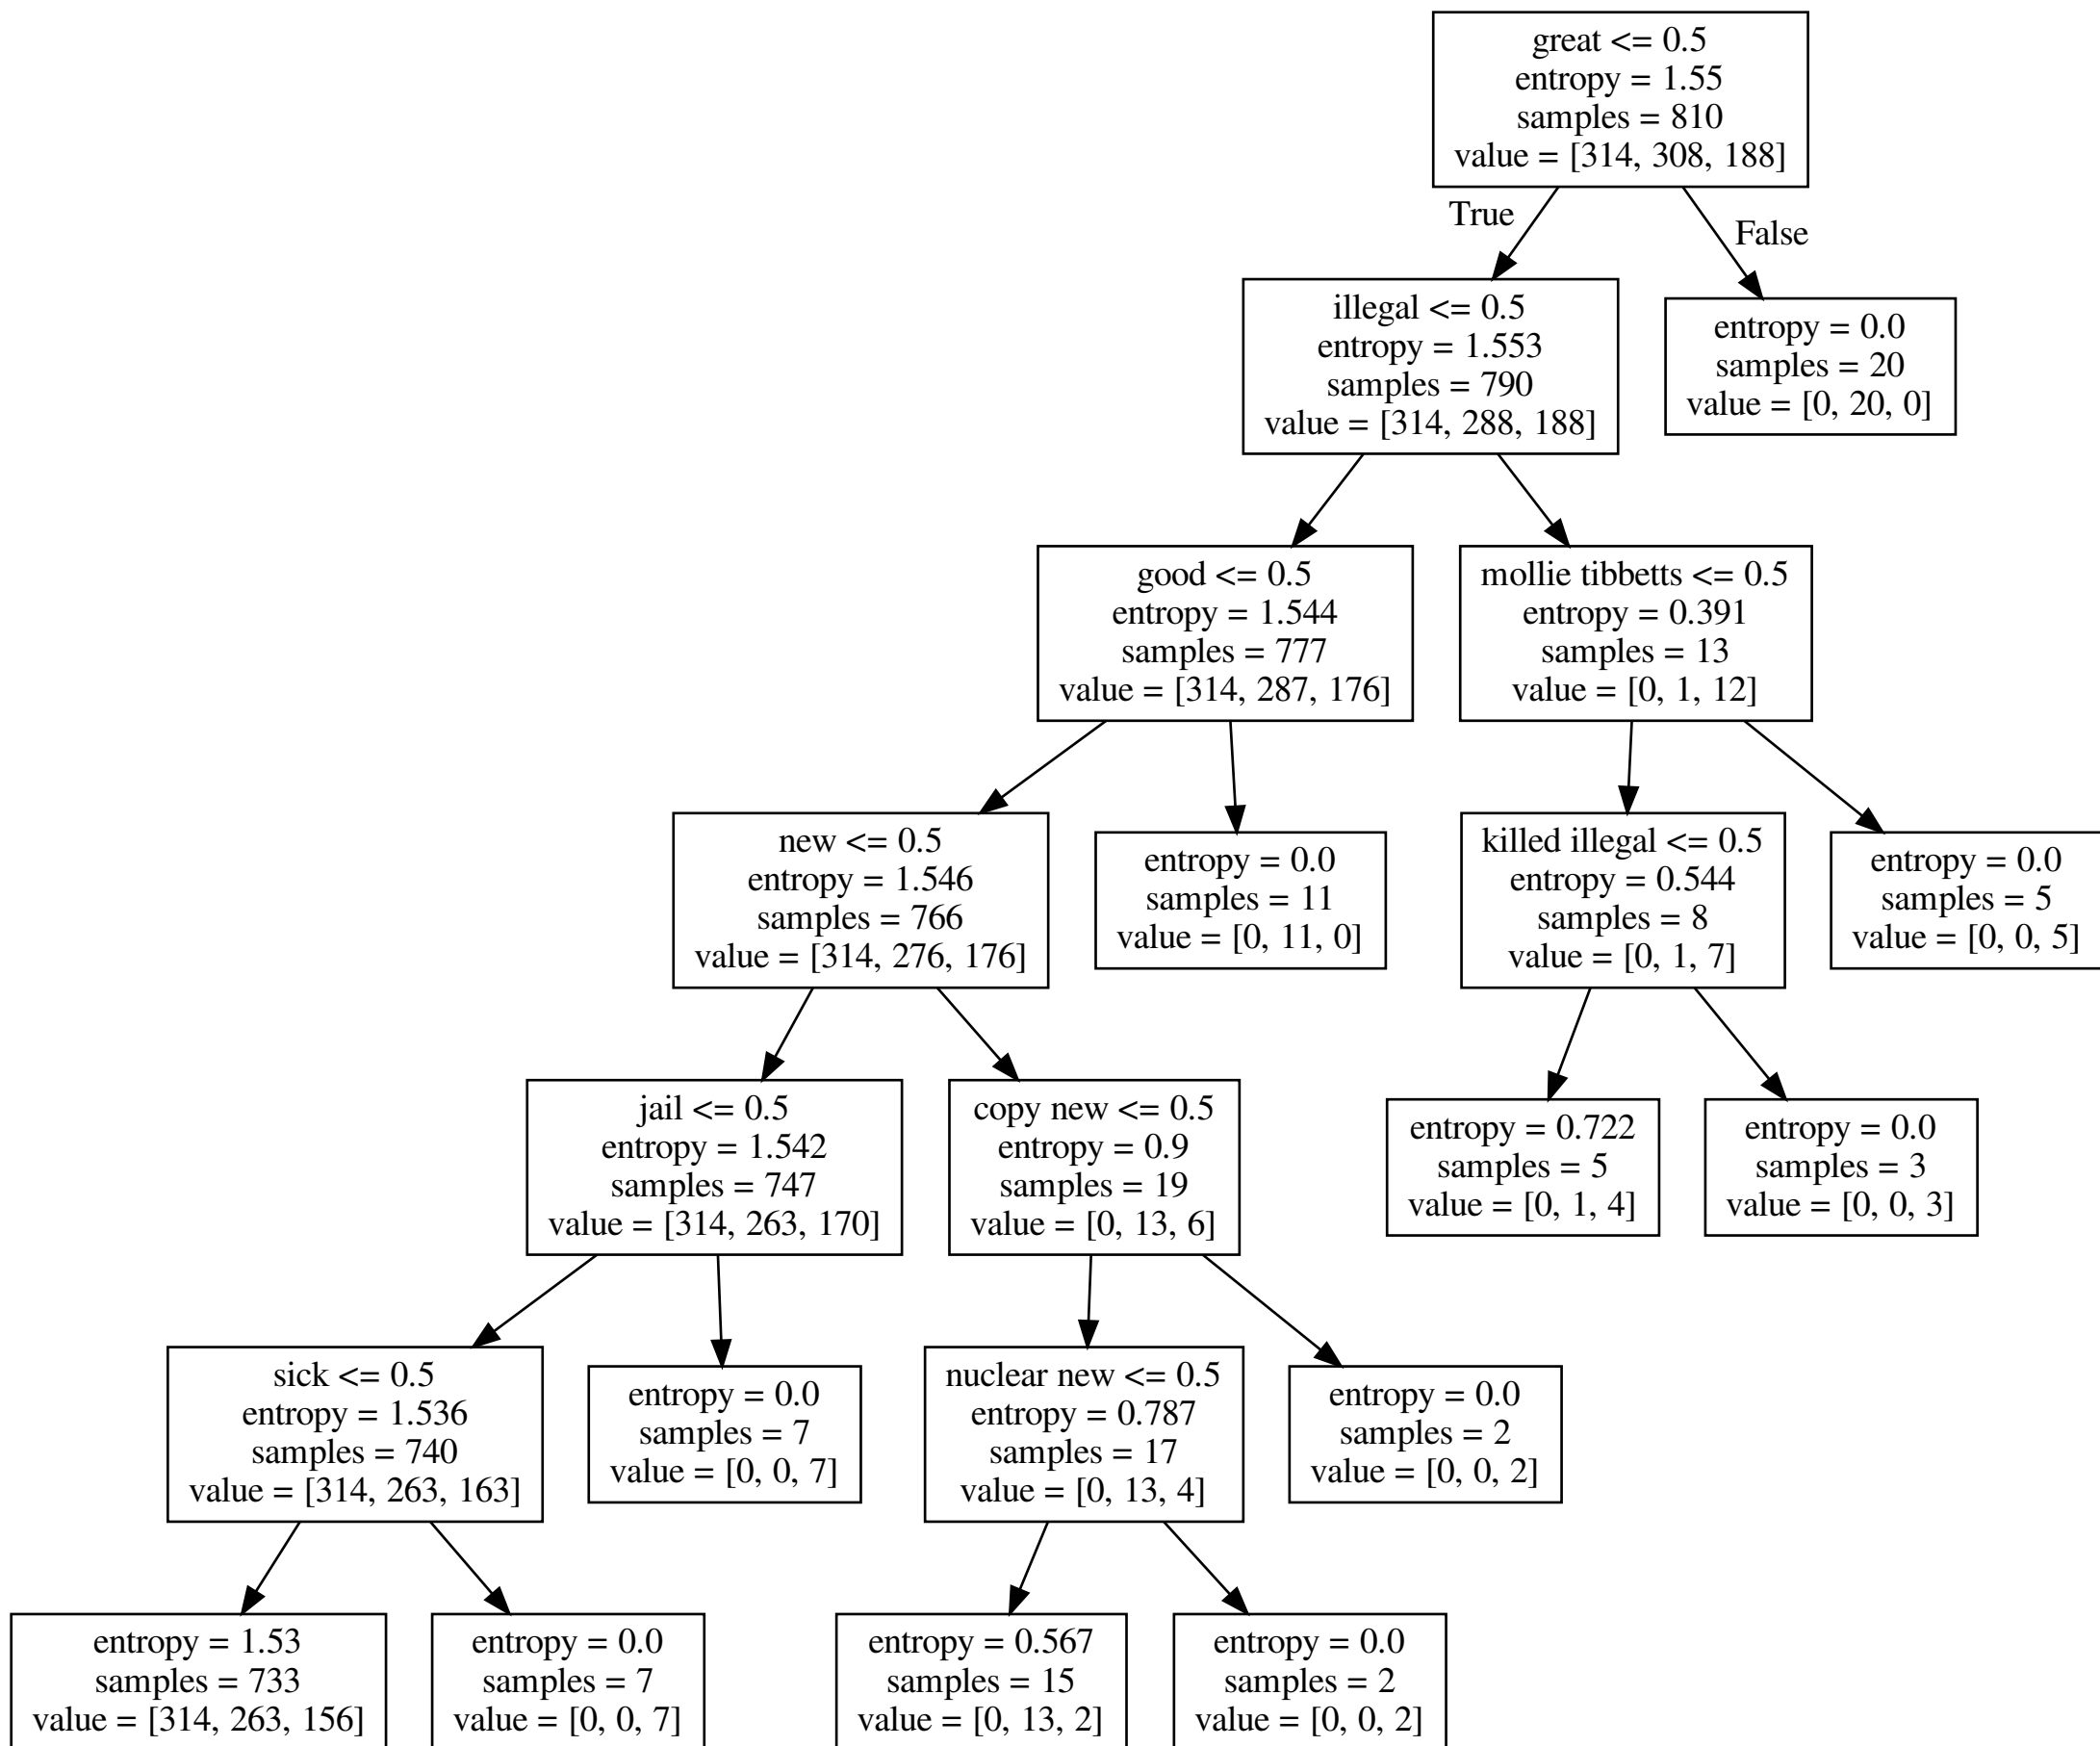 great <= 0.5
entropy = 1.55
samples = 810
value = [314, 308, 188]
True
False
illegal <= 0.5
entropy = 1.553
samples = 790
value = [314, 288, 188]
entropy = 0.0
samples = 20
value = [0, 20, 0]
good <= 0.5
entropy = 1.544
samples = 777
value = [314, 287, 176]
mollie tibbetts <= 0.5
entropy = 0.391
samples = 13
value = [0, 1, 12]
new <= 0.5
entropy = 1.546
samples = 766
value = [314, 276, 176]
entropy = 0.0
samples = 11
value = [0, 11, 0]
killed illegal <= 0.5
entropy = 0.544
samples = 8
value = [0, 1, 7]
entropy = 0.0
samples = 5
value = [0, 0, 5]
jail <= 0.5
entropy = 1.542
samples = 747
value = [314, 263, 170]
copy new <= 0.5
entropy = 0.9
samples = 19
value = [0, 13, 6]
entropy = 0.722
samples = 5
value = [0, 1, 4]
entropy = 0.0
samples = 3
value = [0, 0, 3]
sick <= 0.5
entropy = 1.536
samples = 740
value = [314, 263, 163]
entropy = 0.0
samples = 7
value = [0, 0, 7]
nuclear new <= 0.5
entropy = 0.787
samples = 17
value = [0, 13, 4]
entropy = 0.0
samples = 2
value = [0, 0, 2]
entropy = 1.53
samples = 733
value = [314, 263, 156]
entropy = 0.0
samples = 7
value = [0, 0, 7]
entropy = 0.567
samples = 15
value = [0, 13, 2]
entropy = 0.0
samples = 2
value = [0, 0, 2]